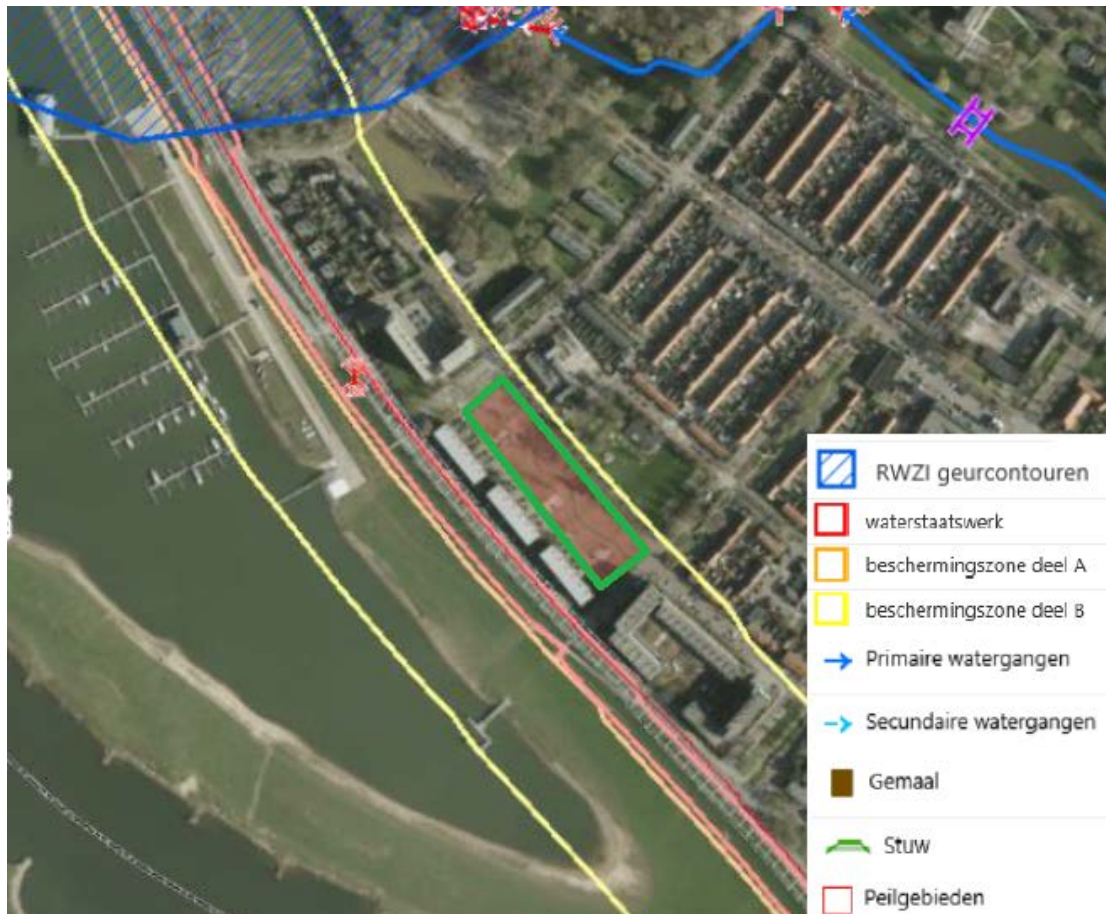 RWZI geurcontouren
waterstaatswerk
beschermingszone deel A
beschermingszone deel B
Primaire watergangen
Secundaire watergangen
Gemaal
Stuw
Peilgebieden